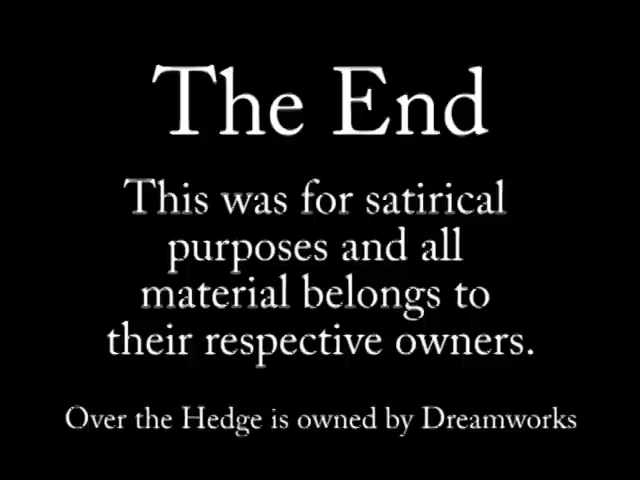 The End
This was for satirical
purposes and all
material belongs to
their respective owners.
Over the Hedge is owned by Dreamworks